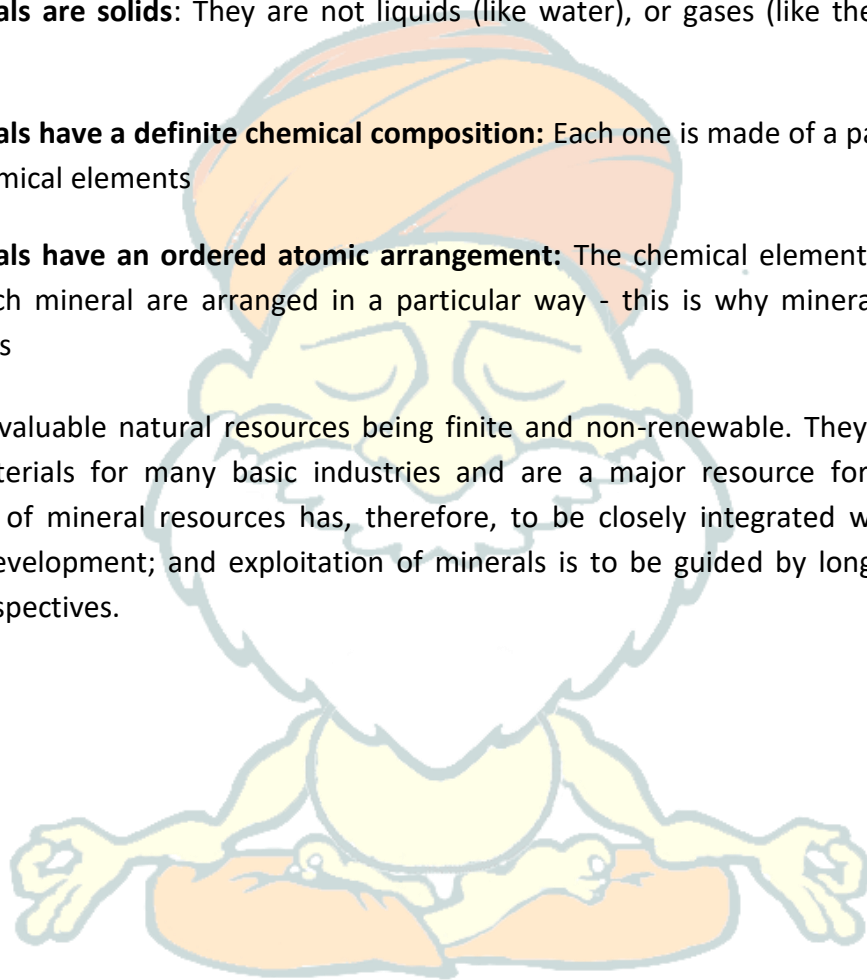 als are solids: They are not liquids (like water), or gases (like the
als have a definite chemical composition: Each one is made of a pa
mical elements
als have an ordered atomic arrangement: The chemical element
ch mineral are arranged in a particular way - this is why minera
s
valuable natural resources being finite and non-renewable. They
terials for many basic industries and are a major resource for
of mineral resources has, therefore, to be closely integrated w
evelopment; and exploitation of minerals is to be guided by long
spectives.